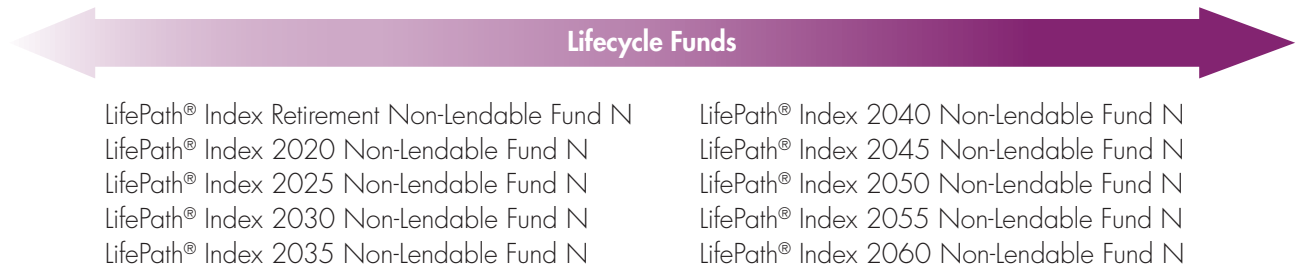 Lifecycle Funds
LifePath® Index Retirement Non-Lendable Fund N
LifePath® Index 2020 Non-Lendable Fund N
LifePath® Index 2025 Non-Lendable Fund N
LifePath® Index 2030 Non-Lendable Fund N
LifePath® Index 2035 Non-Lendable Fund N
LifePath® Index 2040 Non-Lendable Fund N
LifePath® Index 2045 Non-Lendable Fund N
LifePath® Index 2050 Non-Lendable Fund N
LifePath® Index 2055 Non-Lendable Fund N
LifePath® Index 2060 Non-Lendable Fund N